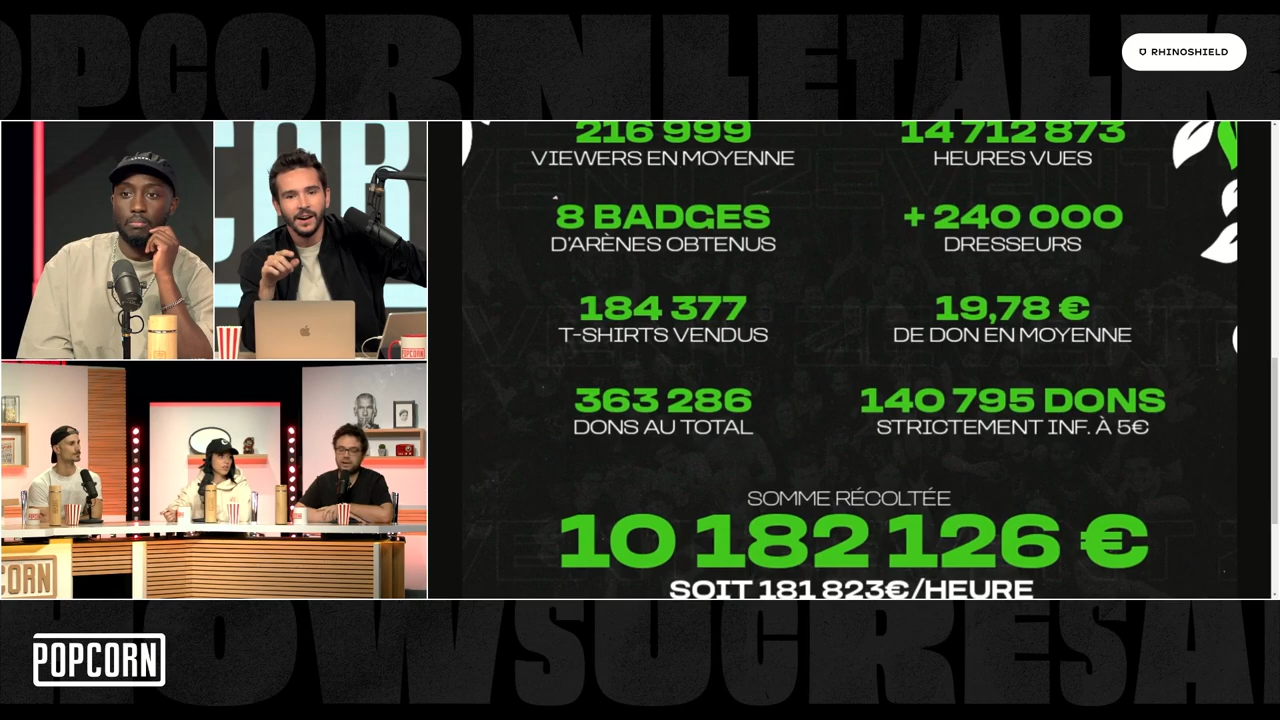 RHINOSHIELD
216 999
VIEWERS EN MOYENNE
14 712 873
HEURES VUES
8 BADGES
D'ARÈNES OBTENUS
+ 240 000
DRESSEURS
184 377
T-SHIRTS VENDUS
19,78 €
DE DON EN MOYENNE
363 286
DONS AU TOTAL
140 795 DONS
STRICTEMENT INF. À 5€
SOMME RÉCOLTÉE
10 182 126 €
SOIT 181 823€/HEURE
POPCORN